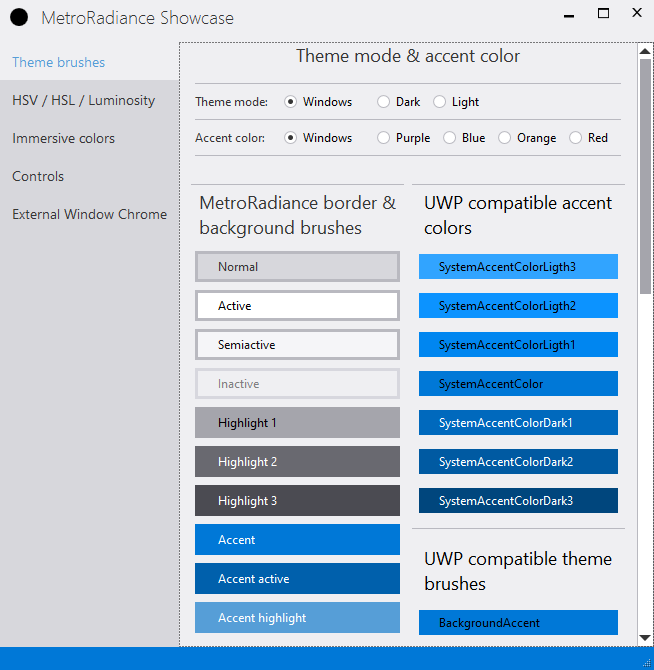 MetroRadiance Showcase
Theme brushes
HSV / HSL / Luminosity
Immersive colors
Controls
External Window Chrome
Theme mode & accent color
Theme mode: Windows Dark Light
Accent color: Windows Purple Blue Orange Red
MetroRadiance border &
background brushes
Normal
Active
Semiactive
Inactive
Highlight 1
Highlight 2
Highlight 3
Accent
Accent active
Accent highlight
UWP compatible accent
colors
SystemAccentColorLigth3
SystemAccentColorLigth2
SystemAccentColorLigth1
SystemAccentColor
SystemAccentColorDark1
SystemAccentColorDark2
SystemAccentColorDark3
UWP compatible theme
brushes
BackgroundAccent